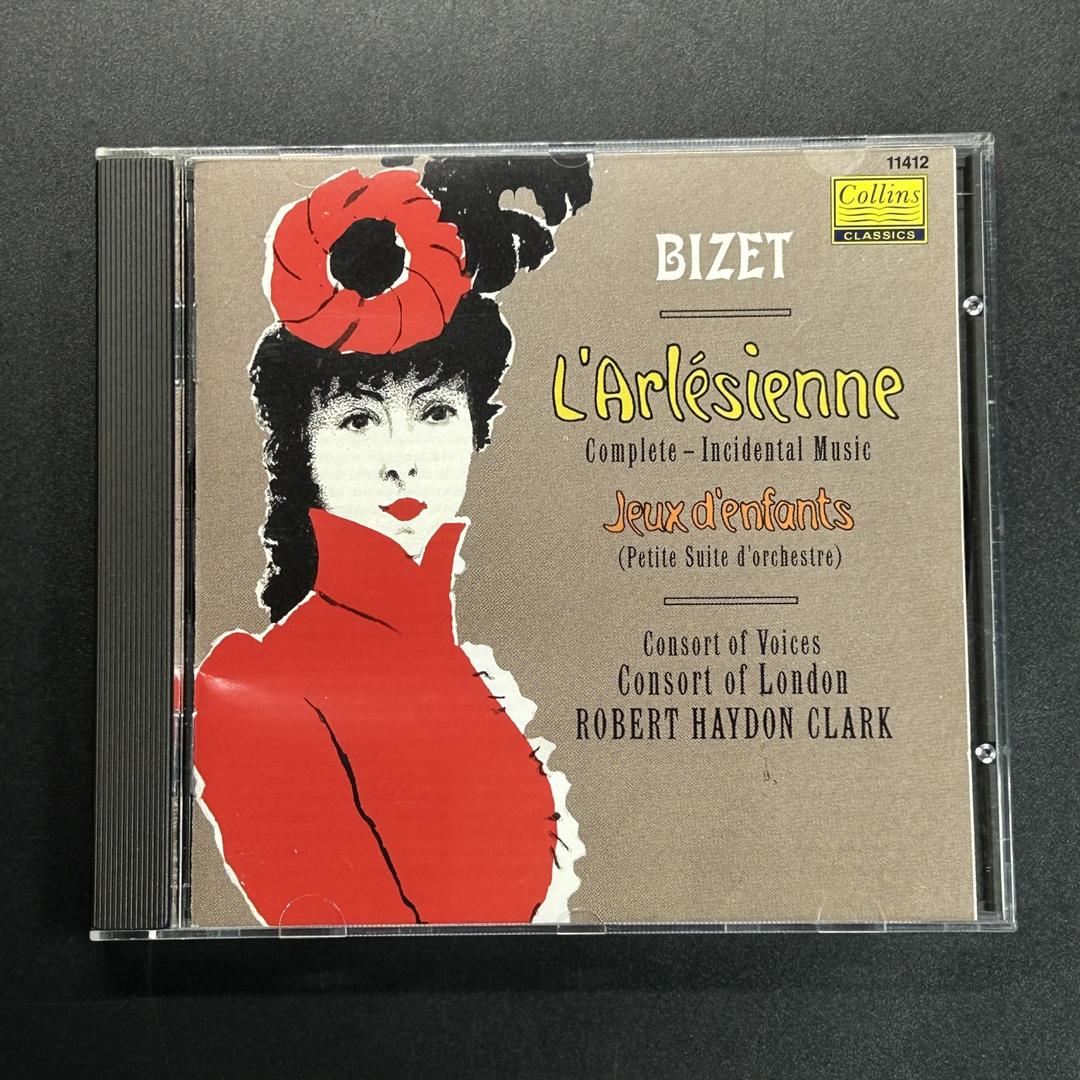 11412
Collins
CLASSICS
BIZET
L'Arlésienne
Complete – Incidental Music
Jeux d'enfants
(Petite Suite d'orchestre)
Consort of Voices
Consort of London
ROBERT HAYDON CLARK